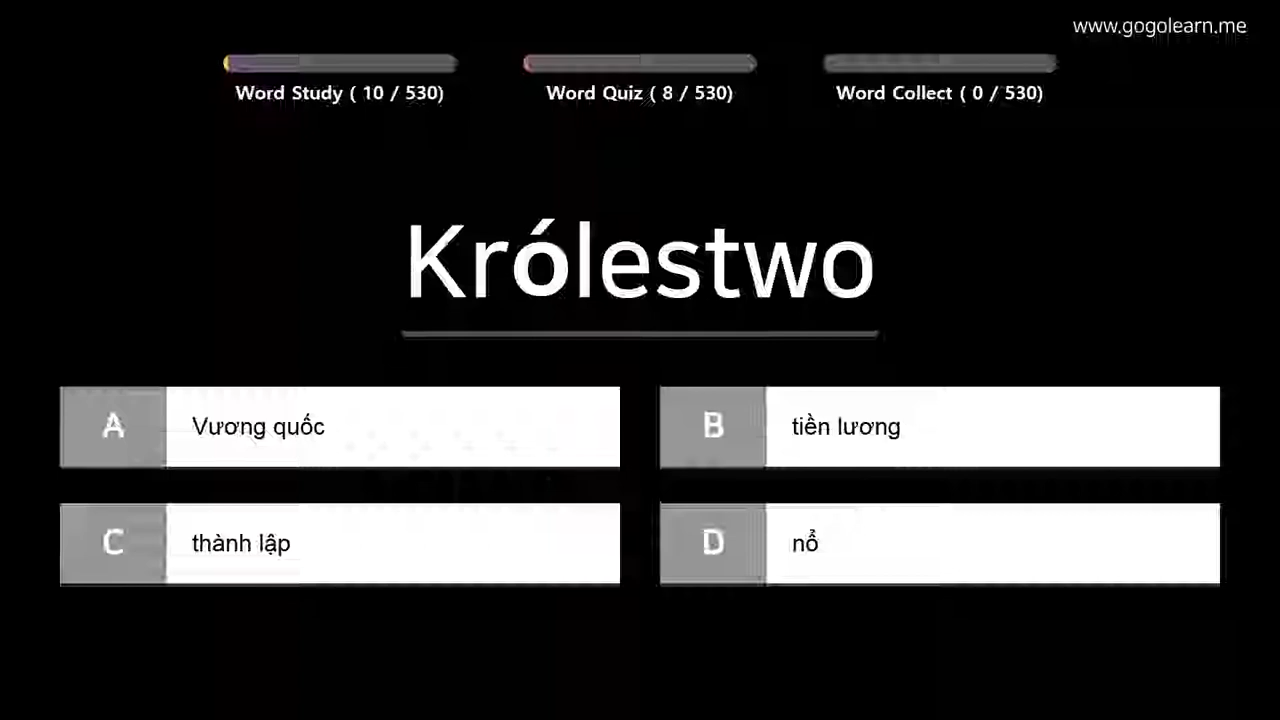 www.gogolearn.me
Word Study ( 10 / 530)
Word Quiz ( 8 / 530)
Word Collect ( 0 / 530)
Królestwo
A
Vương quốc
B
tiền lương
C
thành lập
D
nổ